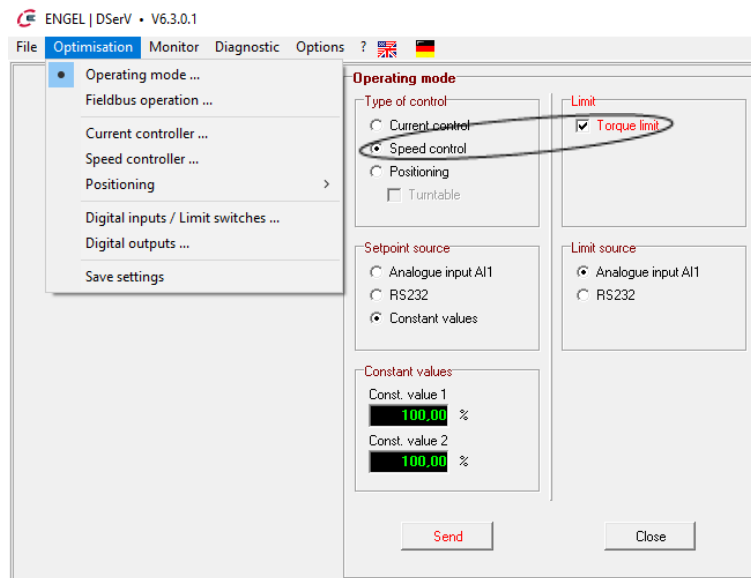 ENGEL | DSerV • V6.3.0.1
File Optimisation Monitor Diagnostic Options ?
Operating mode ...
Fieldbus operation ...
Current controller ...
Speed controller ...
Positioning
Digital inputs / Limit switches ...
Digital outputs ...
Save settings
Operating mode
Type of control
Current control
Speed control
Positioning
Turntable
Limit
Torque limit
Setpoint source
Analogue input AI1
RS232
Constant values
Limit source
Analogue input AI1
RS232
Constant values
Const. value 1
100,00 %
Const. value 2
100,00 %
Send
Close